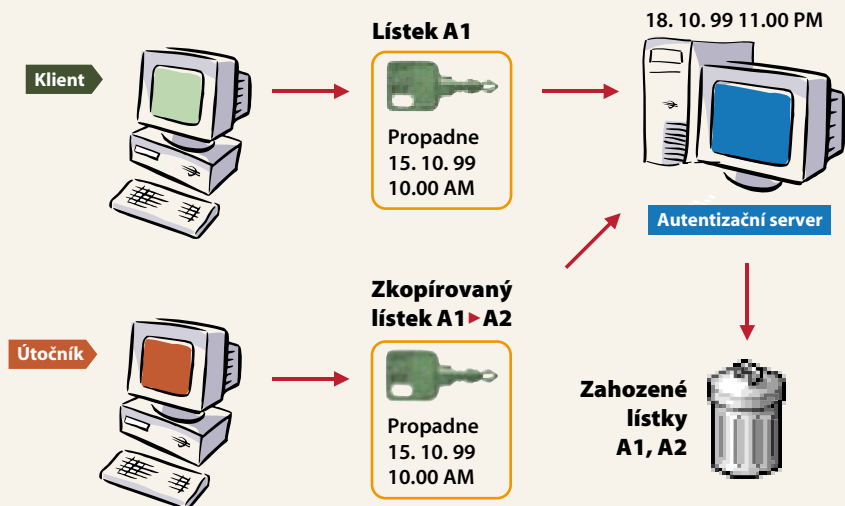 Lístek A1
18. 10. 99 11.00 PM
Klient
Propadne
15. 10. 99
10.00 AM
Autentizační server
Zkopírovaný
lístek A1►A2
Útočník
Propadne
15. 10. 99
10.00 AM
Zahozené
lístky
A1, A2